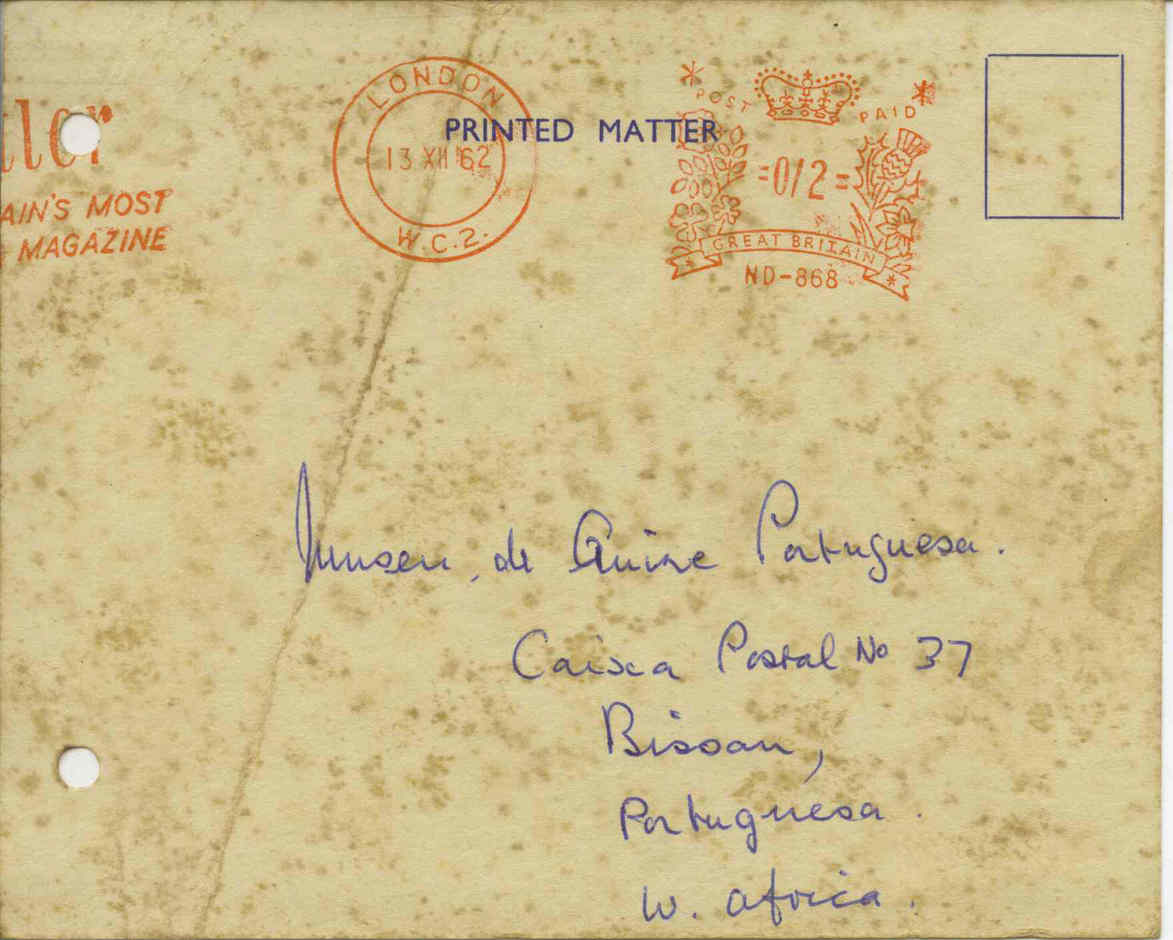 tler
AIN'S MOST
MAGAZINE
LONDON
13 XII '62
W.C.2.
PRINTED MATTER
POST PAID
=0/2=
GREAT BRITAIN
ND-868
Museu, de Guine Portuguesa.
Caixa Postal No 37
Bissau,
Portuguesa.
W. Africa.